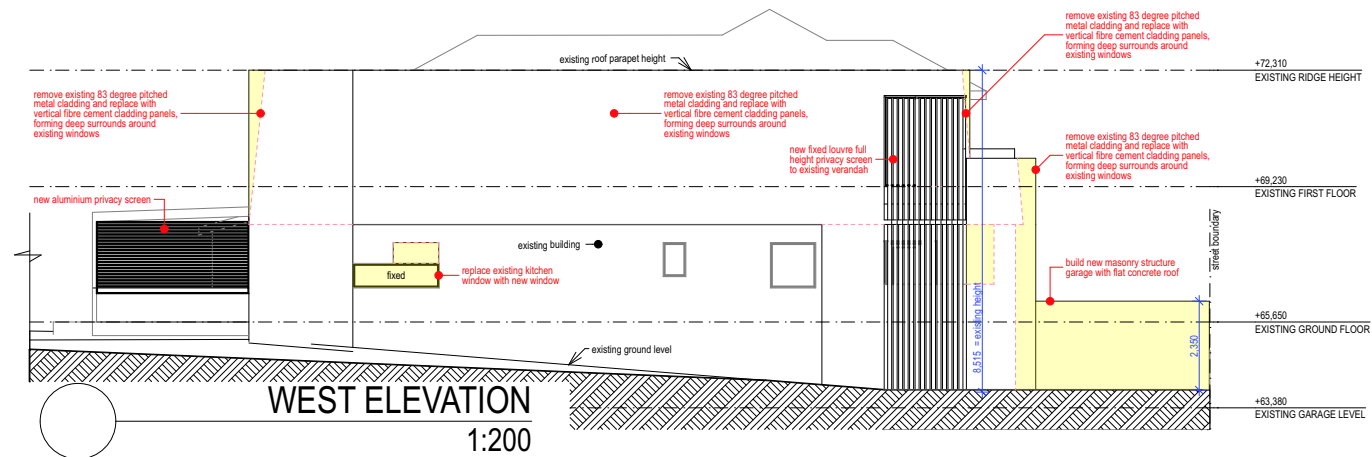 remove existing 83 degree pitched
metal cladding and replace with
vertical fibre cement cladding panels,
forming deep surrounds around
existing windows
existing roof parapet height
+72,310
EXISTING RIDGE HEIGHT
remove existing 83 degree pitched
metal cladding and replace with
vertical fibre cement cladding panels,
forming deep surrounds around
existing windows
remove existing 83 degree pitched
metal cladding and replace with
vertical fibre cement cladding panels,
forming deep surrounds around
existing windows
remove existing 83 degree pitched
metal cladding and replace with
vertical fibre cement cladding panels,
forming deep surrounds around
existing windows
new fixed louvre full
height privacy screen
to existing verandah
+69,230
EXISTING FIRST FLOOR
new aluminium privacy screen
existing building
street boundary
fixed
replace existing kitchen
window with new window
build new masonry structure
garage with flat concrete roof
+65,650
EXISTING GROUND FLOOR
8,515 = existing height
2,350
existing ground level
+63,380
EXISTING GARAGE LEVEL
WEST ELEVATION
1:200